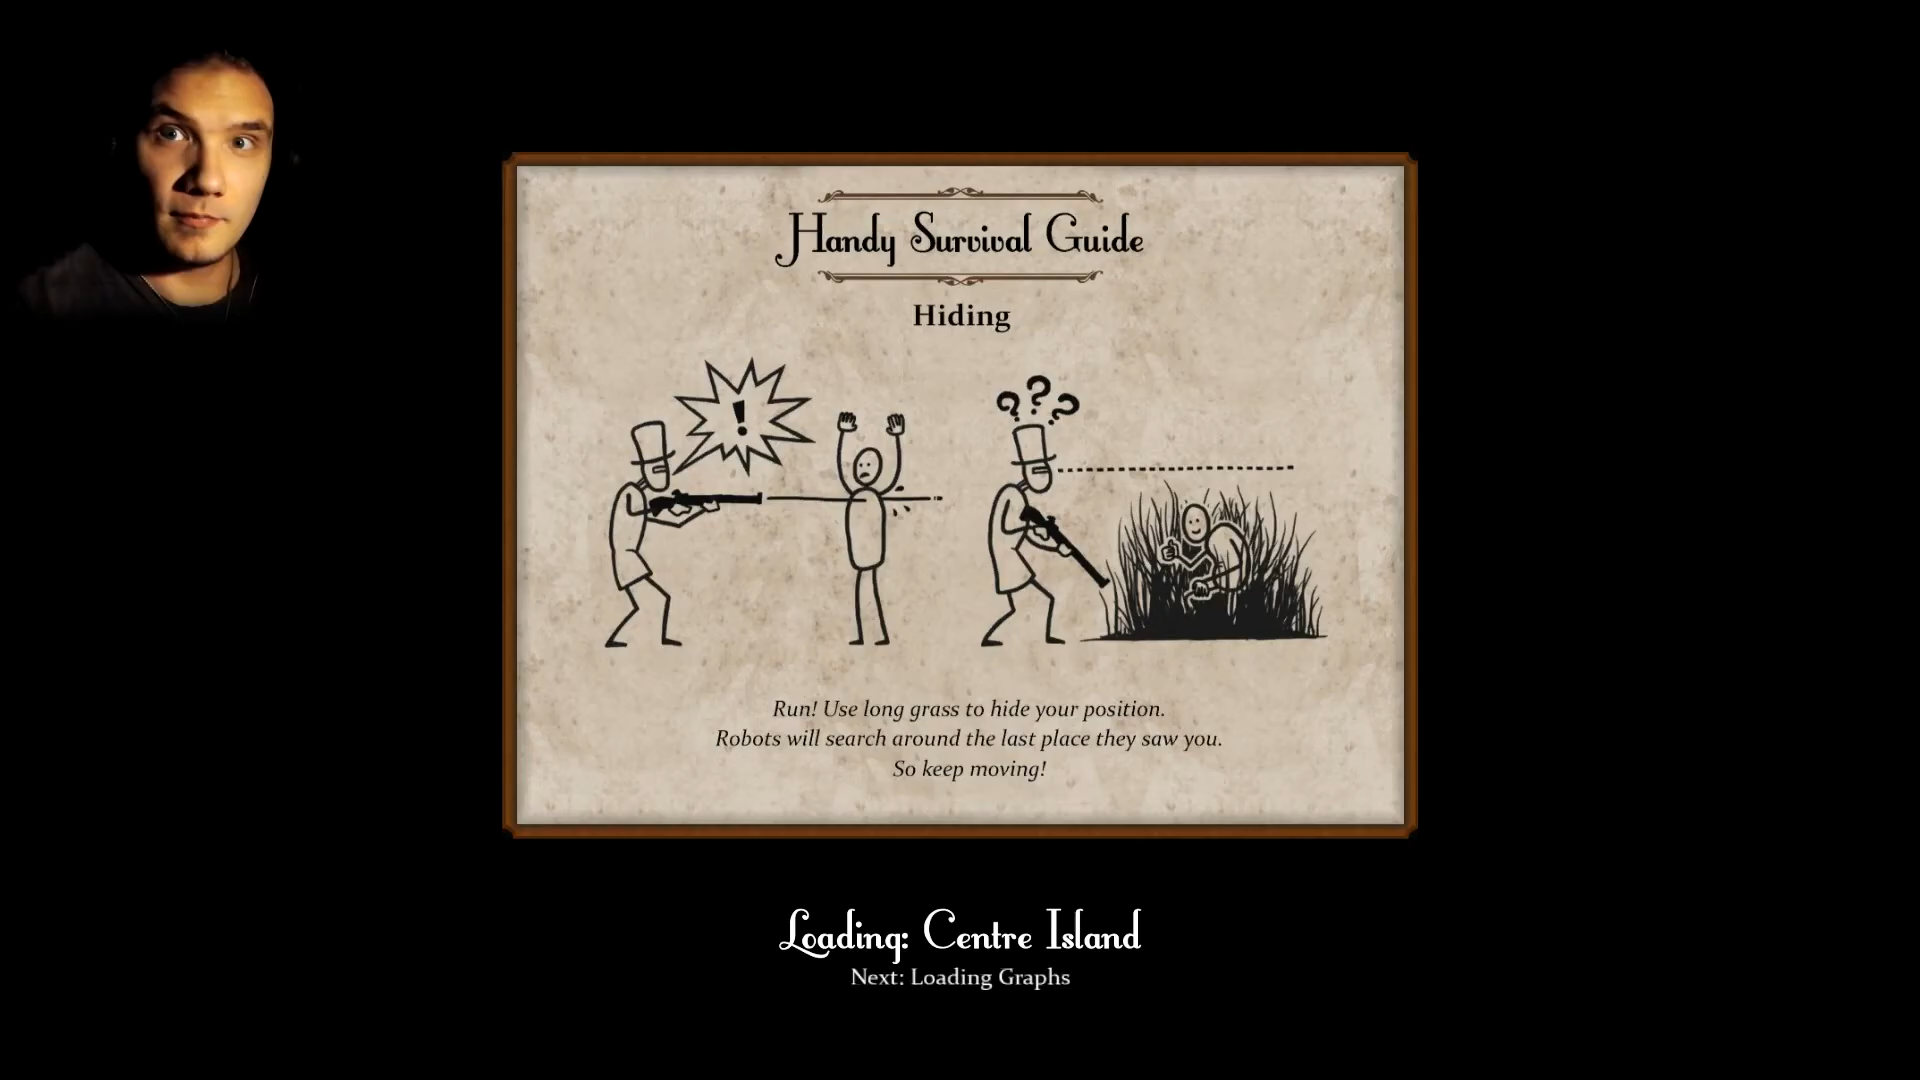 Handy Survival Guide
Hiding
!
???
Run! Use long grass to hide your position.
Robots will search around the last place they saw you.
So keep moving!
Loading: Centre Island
Next: Loading Graphs